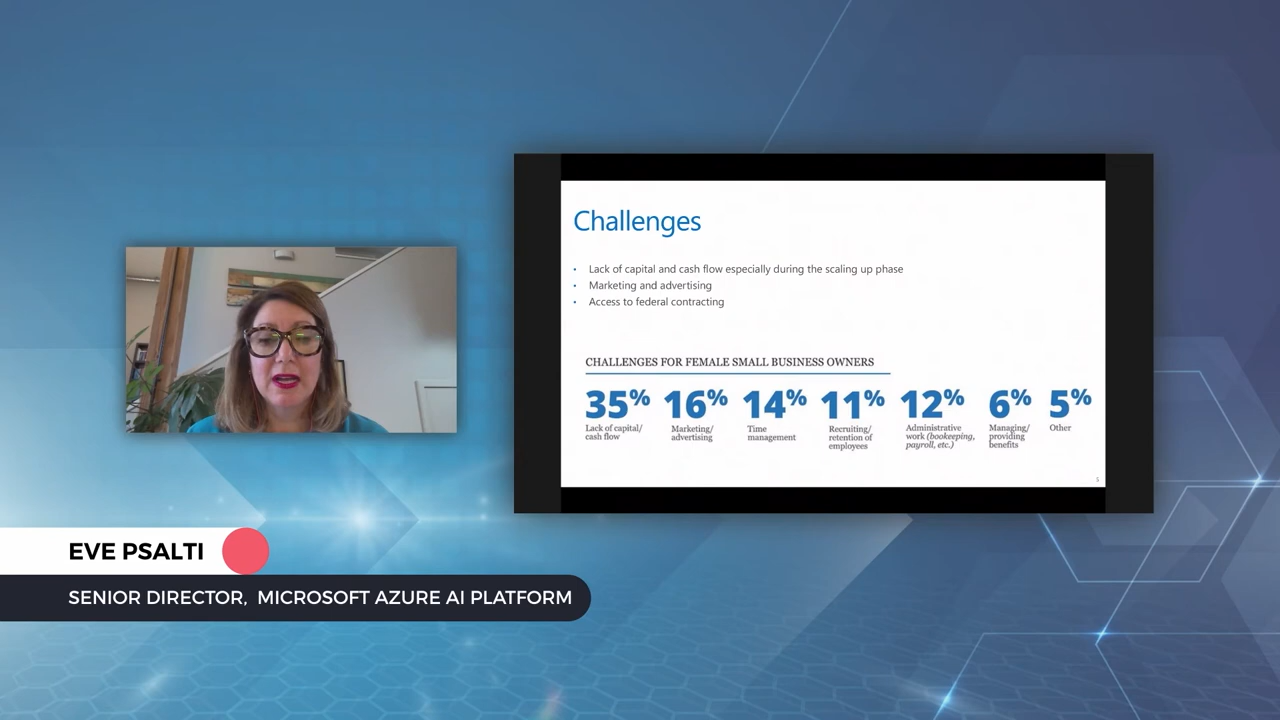 Challenges
• Lack of capital and cash flow especially during the scaling up phase
• Marketing and advertising
• Access to federal contracting
CHALLENGES FOR FEMALE SMALL BUSINESS OWNERS
35% 16% 14% 11% 12% 6% 5%
Lack of capital/
cash flow
Marketing/
advertising
Time
management
Recruiting/
retention of
employees
Administrative
work (bookeeping,
payroll, etc.)
Managing/
providing
benefits
Other
5
EVE PSALTI
SENIOR DIRECTOR, MICROSOFT AZURE AI PLATFORM